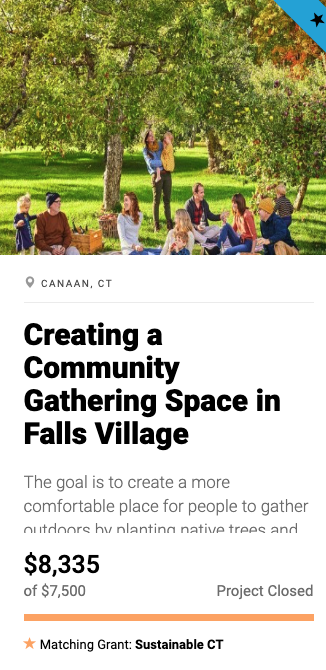 CANAAN, CT
Creating a
Community
Gathering Space in
Falls Village
The goal is to create a more
comfortable place for people to gather
outdoors by planting native trees and
$8,335
of $7,500 Project Closed
Matching Grant: Sustainable CT